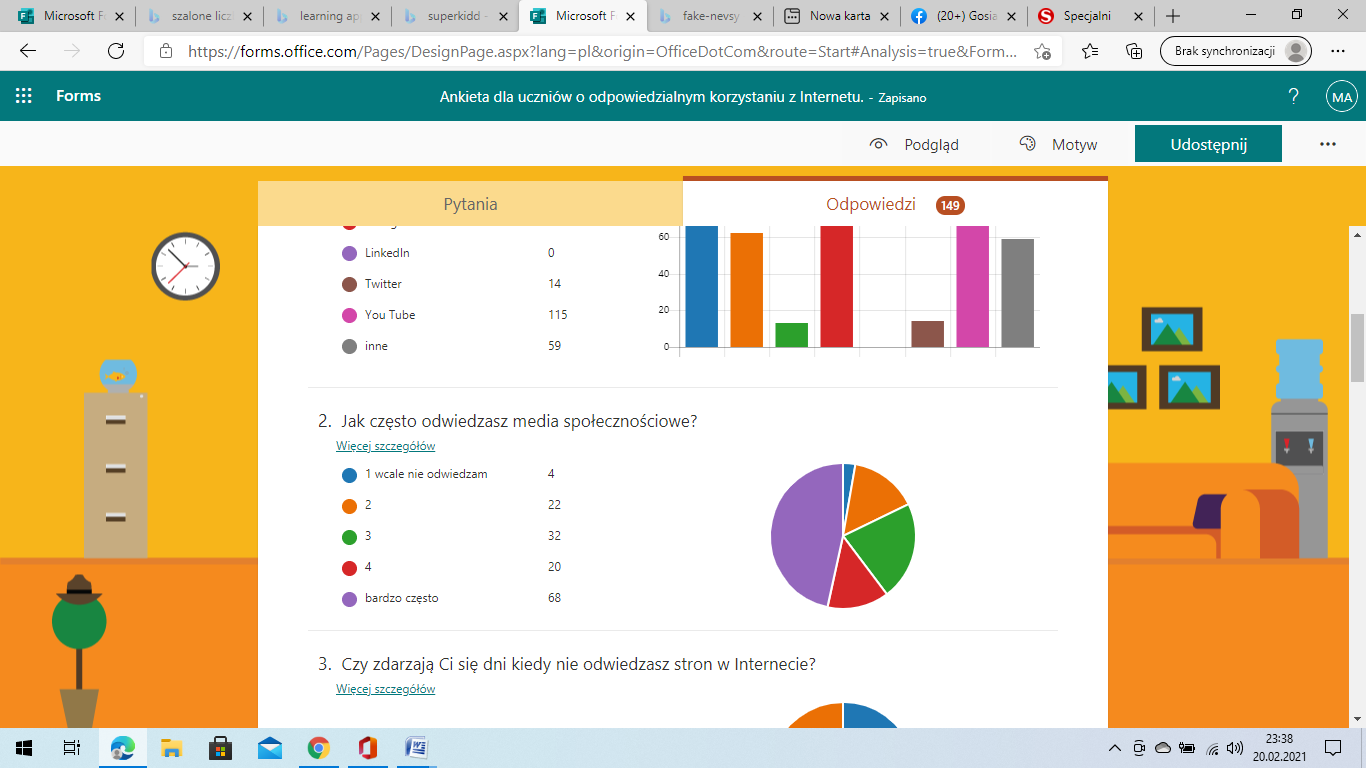 Microsoft Fo
szalone licz
learning app
superkidd -
Microsoft Fo
fake-nevsy
Nowa karta
(20+) Gosia
Specjalni
https://forms.office.com/Pages/DesignPage.aspx?lang=pl&origin=OfficeDotCom&route=Start#Analysis=true&Form...
Brak synchronizacji
Forms
Ankieta dla uczniów o odpowiedzialnym korzystaniu z Internetu. - Zapisano
?
MA
Podgląd
Motyw
Udostępnij
Pytania
Odpowiedzi 149
LinkedIn 0
Twitter 14
You Tube 115
inne 59
60
40
20
0
2. Jak często odwiedzasz media społecznościowe?
Więcej szczegółów
1 wcale nie odwiedzam 4
2 22
3 32
4 20
bardzo często 68
3. Czy zdarzają Ci się dni kiedy nie odwiedzasz stron w Internecie?
Więcej szczegółów
23:38
20.02.2021